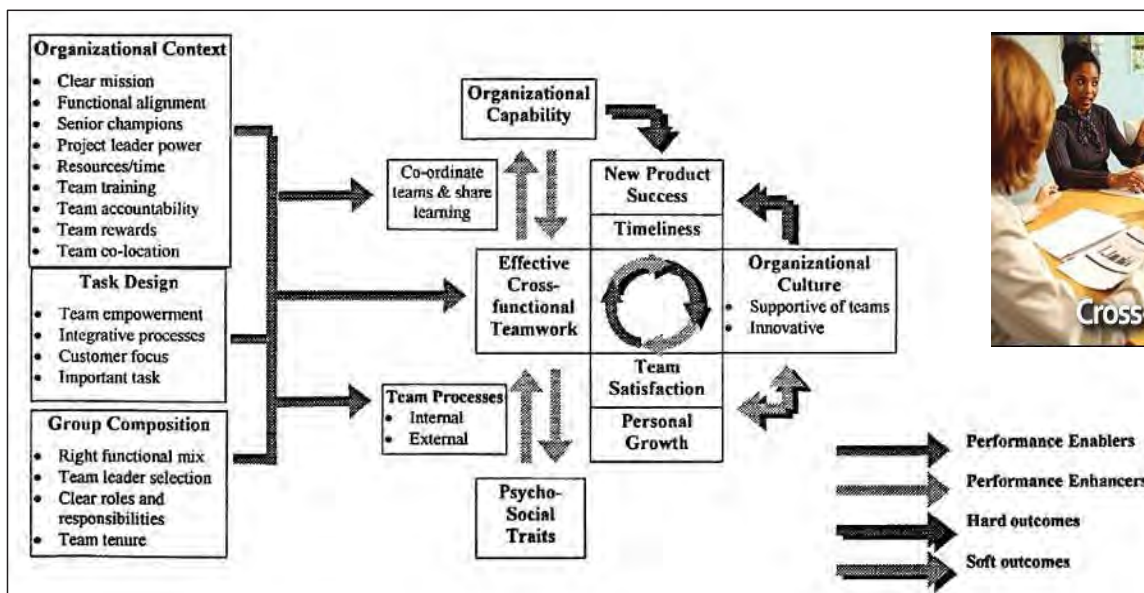 Organizational Context
• Clear mission
• Functional alignment
• Senior champions
• Project leader power
• Resources/time
• Team training
• Team accountability
• Team rewards
• Team co-location
Task Design
• Team empowerment
• Integrative processes
• Customer focus
• Important task
Group Composition
• Right functional mix
• Team leader selection
• Clear roles and
responsibilities
• Team tenure
Organizational
Capability
Co-ordinate
teams & share
learning
New Product
Success
Timeliness
Effective
Cross-
functional
Teamwork
Organizational
Culture
• Supportive of teams
• Innovative
Team
Satisfaction
Personal
Growth
Team Processes
• Internal
• External
Psycho-
Social
Traits
Cross-
Performance Enablers
Performance Enhancers
Hard outcomes
Soft outcomes